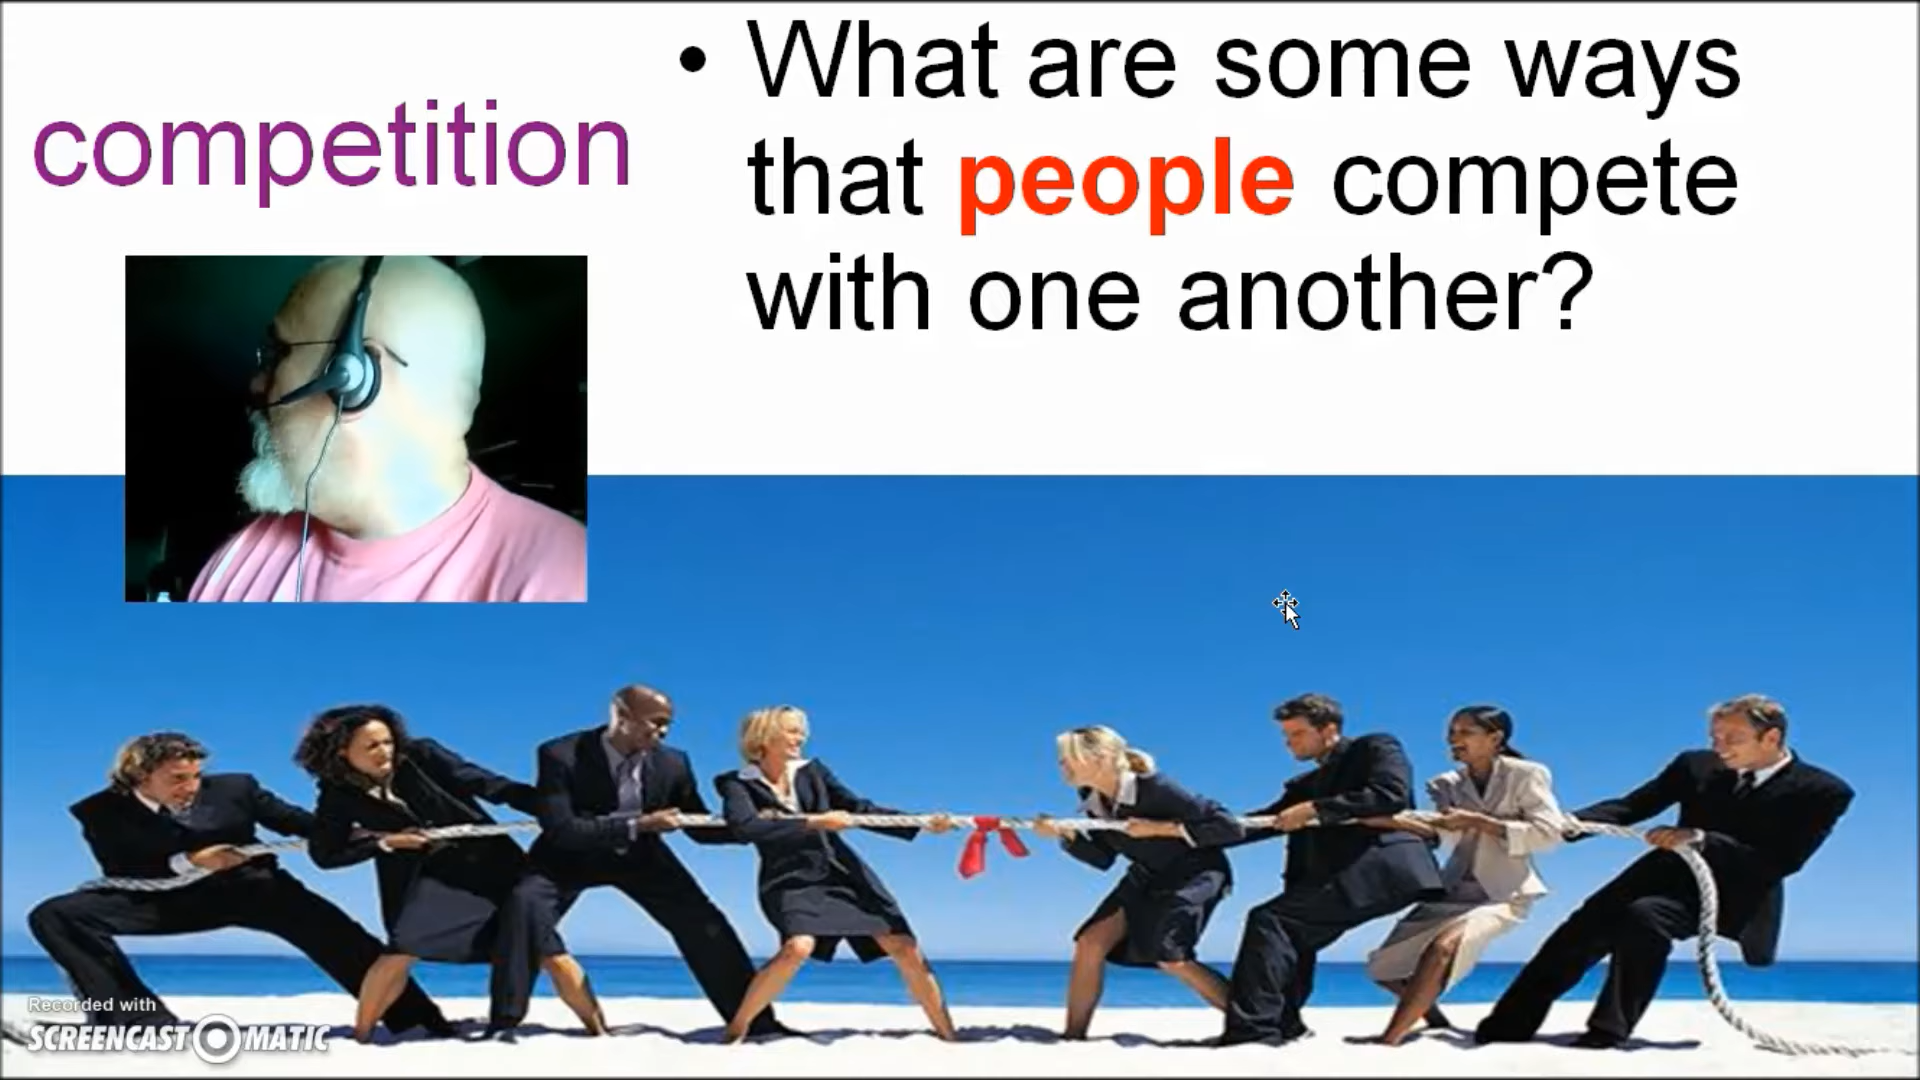 competition
• What are some ways
that people compete
with one another?
Recorded with
SCREENCAST MATIC